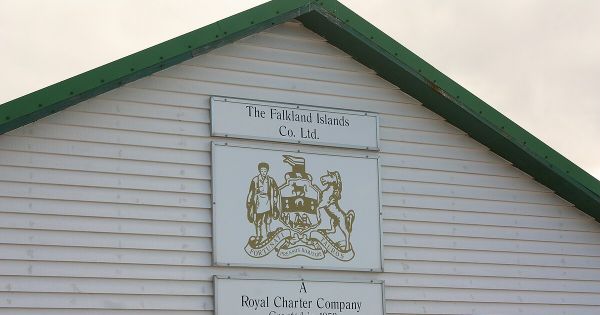 The Falkland Islands
Co. Ltd.
A
Royal Charter Company